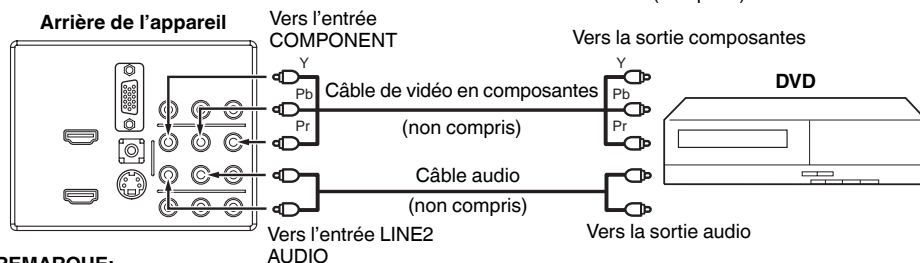 Arrière de l'appareil
Vers l'entrée
COMPONENT
Vers la sortie composantes
DVD
Y
Pb
Pr
Câble de vidéo en composantes
(non compris)
Y
Pb
Pr
Câble audio
(non compris)
Vers l'entrée LINE2
AUDIO
Vers la sortie audio